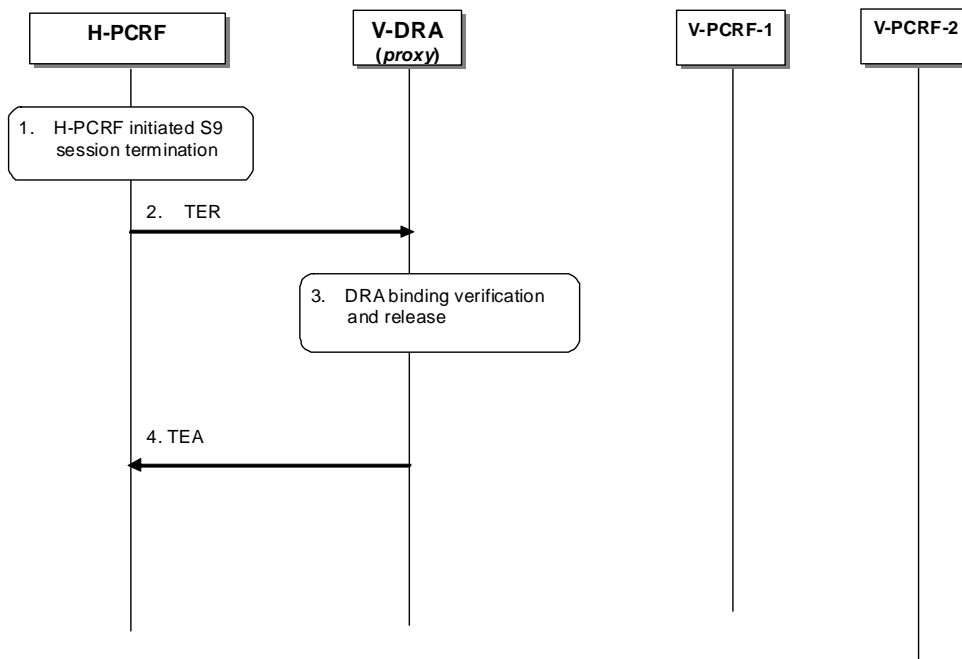 H-PCRF
V-DRA
(proxy)
V-PCRF-1
V-PCRF-2
1. H-PCRF initiated S9
session termination
2. TER
3. DRA binding verification
and release
4. TEA